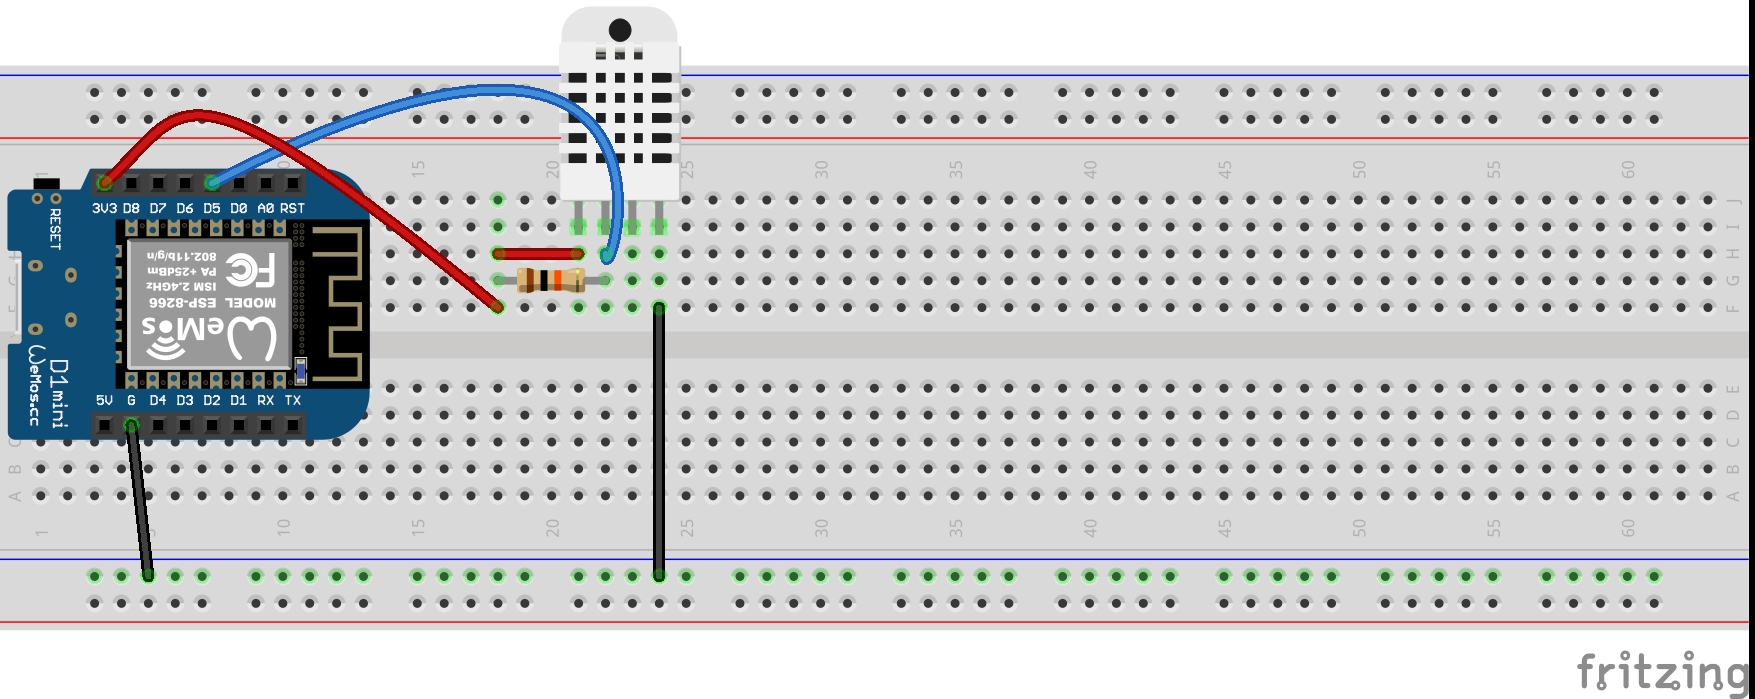 15 20 25 30 35 40 45 50 55 60
J
I
H
G
F
3V3 D8 D7 D6 D5 D0 A0 RST
RESET
802.11b/g/n
PA +25dBm
ISM 2.4GHz
FC
MODEL ESP-8266
WeMos
D1mini
WeMos.cc
5V G D4 D3 D2 D1 RX TX
E
D
C
B B
A A
1 10 15 20 25 30 35 40 45 50 55 60
fritzing